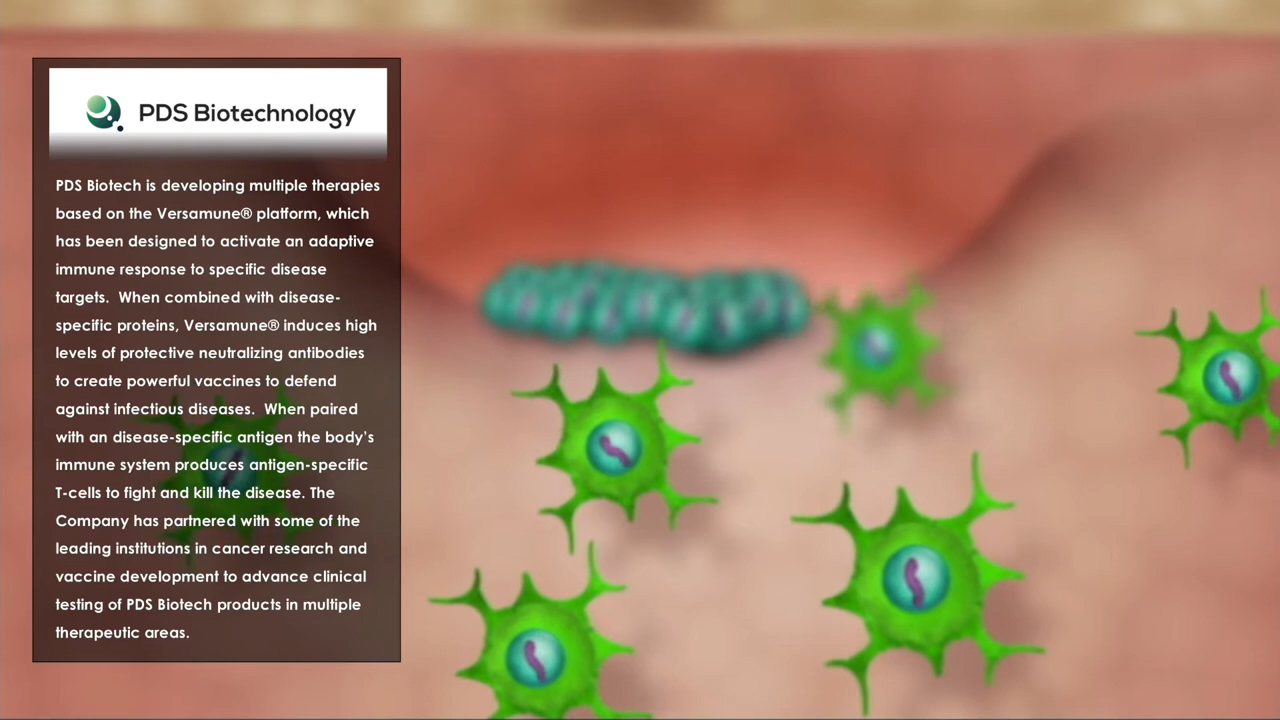 PDS Biotechnology
PDS Biotech is developing multiple therapies
based on the Versamune® platform, which
has been designed to activate an adaptive
immune response to specific disease
targets.  When combined with disease-
specific proteins, Versamune® induces high
levels of protective neutralizing antibodies
to create powerful vaccines to defend
against infectious diseases.  When paired
with an disease-specific antigen the body's
immune system produces antigen-specific
T-cells to fight and kill the disease. The
Company has partnered with some of the
leading institutions in cancer research and
vaccine development to advance clinical
testing of PDS Biotech products in multiple
therapeutic areas.